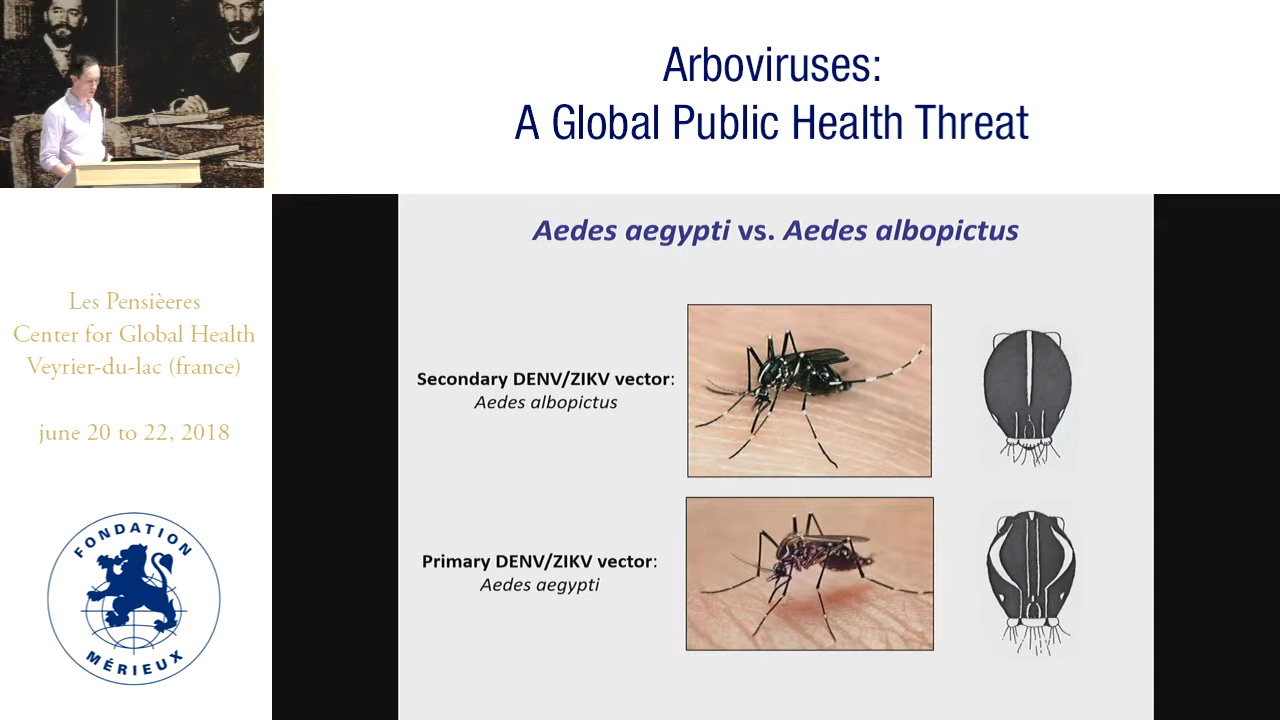 Arboviruses:
A Global Public Health Threat
Les Pensièeres
Center for Global Health
Veyrier-du-lac (france)
june 20 to 22, 2018
FONDATION
MÉRIEUX
Aedes aegypti vs. Aedes albopictus
Secondary DENV/ZIKV vector:
Aedes albopictus
Primary DENV/ZIKV vector:
Aedes aegypti